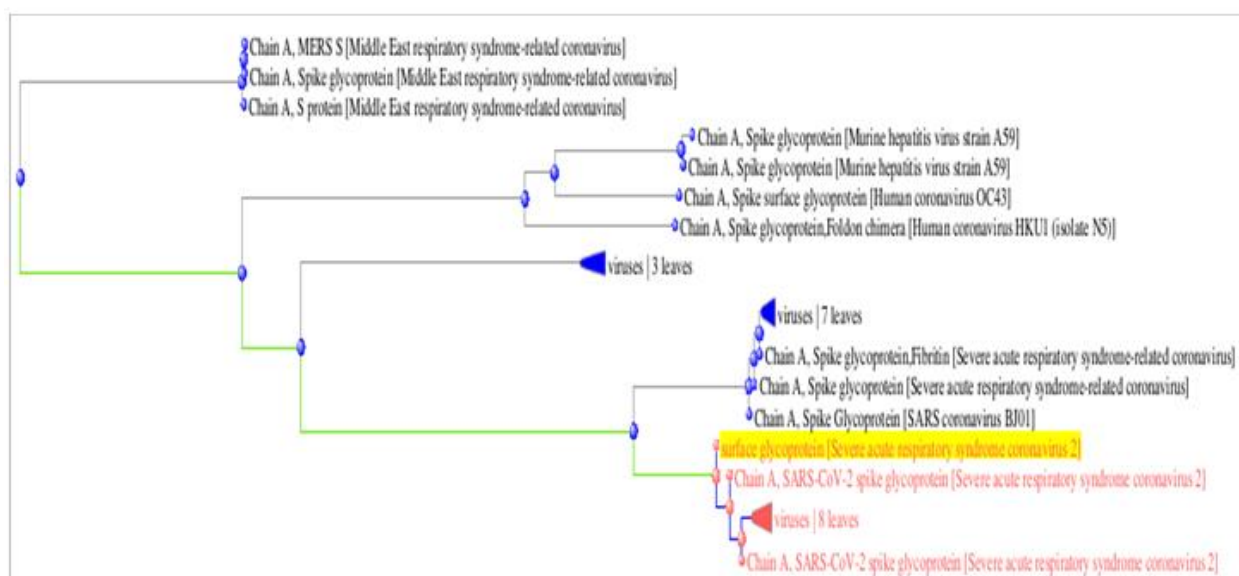 Chain A, MERS S [Middle East respiratory syndrome-related coronavirus]
Chain A, Spike glycoprotein [Middle East respiratory syndrome-related coronavirus]
Chain A, S protein [Middle East respiratory syndrome-related coronavirus]
Chain A, Spike glycoprotein [Murine hepatitis virus strain A59]
Chain A, Spike glycoprotein [Murine hepatitis virus strain A59]
Chain A, Spike surface glycoprotein [Human coronavirus OC43]
Chain A, Spike glycoprotein,Foldon chimera [Human coronavirus HKU1 (isolate N5)]
viruses | 3 leaves
viruses | 7 leaves
Chain A, Spike glycoprotein,Fibritin [Severe acute respiratory syndrome-related coronavirus]
Chain A, Spike glycoprotein [Severe acute respiratory syndrome-related coronavirus]
Chain A, Spike Glycoprotein [SARS coronavirus BJ01]
surface glycoprotein [Severe acute respiratory syndrome coronavirus 2]
Chain A, SARS-CoV-2 spike glycoprotein [Severe acute respiratory syndrome coronavirus 2]
viruses | 8 leaves
Chain A, SARS-CoV-2 spike glycoprotein [Severe acute respiratory syndrome coronavirus 2]